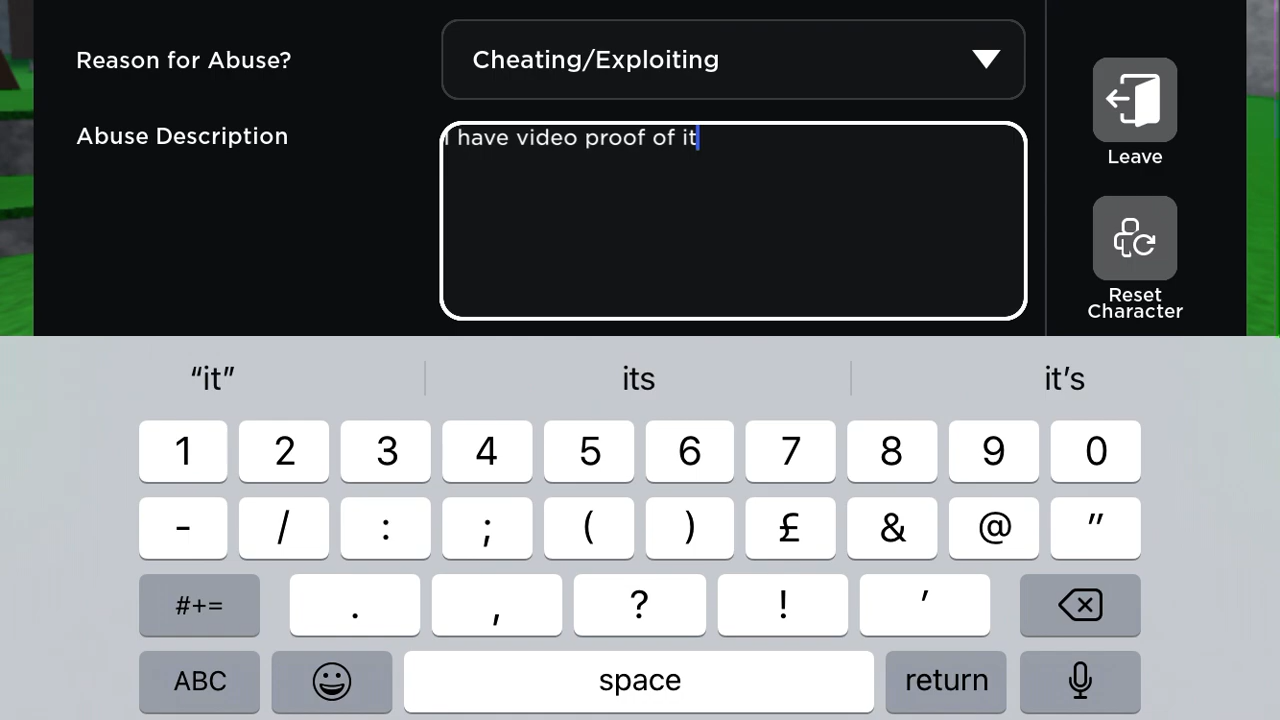 Reason for Abuse?
Cheating/Exploiting
Abuse Description
I have video proof of it
Leave
Reset
Character
“it”
its
it’s
1 2 3 4 5 6 7 8 9 0
- / : ; ( ) £ & @ "
#+= . , ? ! ’
ABC space return